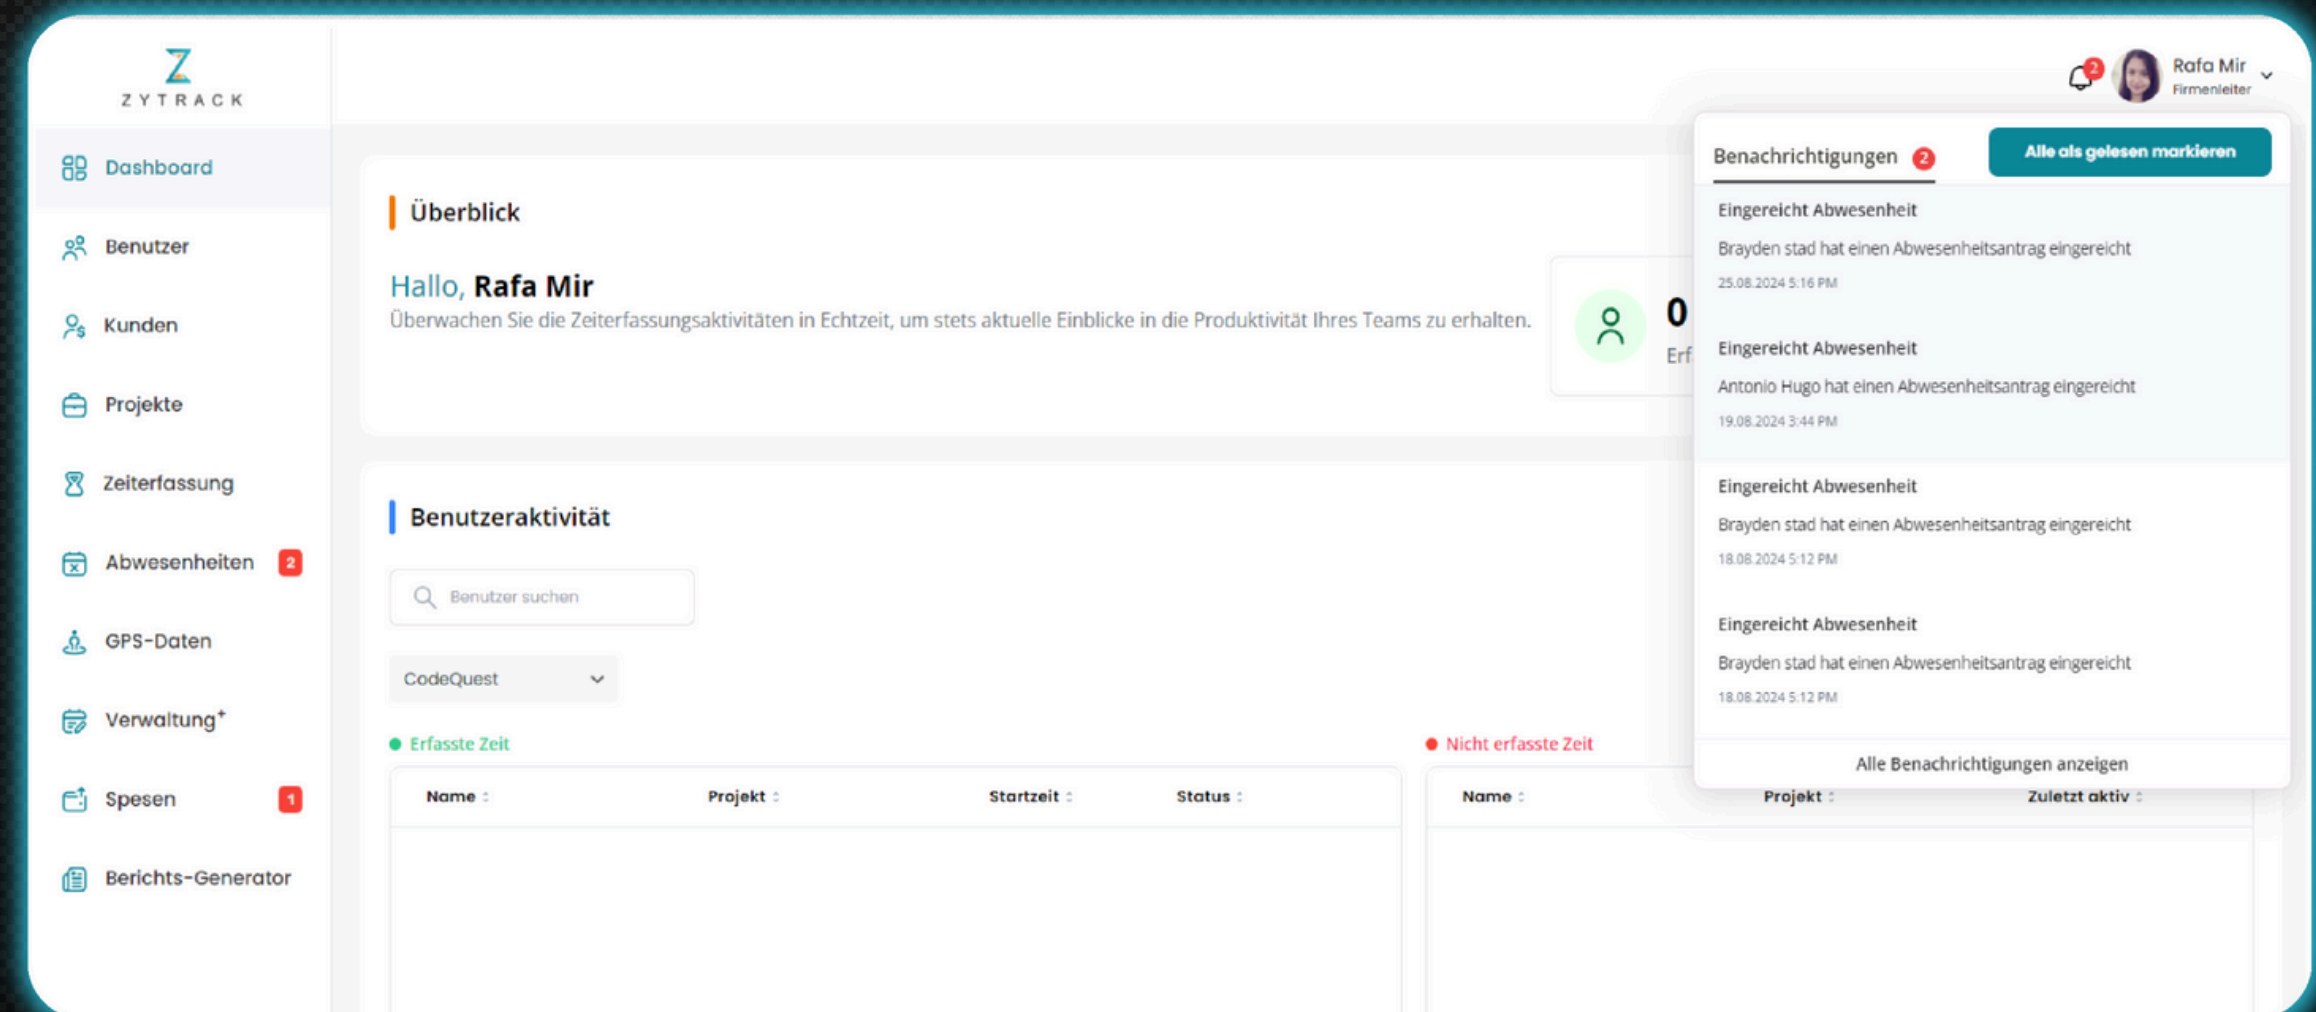 ZYTRACK
Dashboard
Benutzer
Kunden
Projekte
Zeiterfassung
Abwesenheiten 2
GPS-Daten
Verwaltung+
Spesen 1
Berichts-Generator
2
Rafa Mir
Firmenleiter
Überblick
Hallo, Rafa Mir
Überwachen Sie die Zeiterfassungsaktivitäten in Echtzeit, um stets aktuelle Einblicke in die Produktivität Ihres Teams zu erhalten.
0
Erf
Benachrichtigungen 2
Alle als gelesen markieren
Eingereicht Abwesenheit
Brayden stad hat einen Abwesenheitsantrag eingereicht
25.08.2024 5:16 PM
Eingereicht Abwesenheit
Antonio Hugo hat einen Abwesenheitsantrag eingereicht
19.08.2024 3:44 PM
Eingereicht Abwesenheit
Brayden stad hat einen Abwesenheitsantrag eingereicht
18.08.2024 5:12 PM
Eingereicht Abwesenheit
Brayden stad hat einen Abwesenheitsantrag eingereicht
18.08.2024 5:12 PM
Alle Benachrichtigungen anzeigen
Benutzeraktivität
Benutzer suchen
CodeQuest
Erfasste Zeit
Name Projekt Startzeit Status
Nicht erfasste Zeit
Name Projekt Zuletzt aktiv